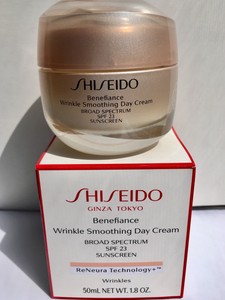 SHISEIDO
Benefiance
Wrinkle Smoothing Day Cream
BROAD SPECTRUM
SPF 23
SUNSCREEN
SHISEIDO
GINZA TOKYO
Benefiance
Wrinkle Smoothing Day Cream
BROAD SPECTRUM
SPF 23
SUNSCREEN
ReNeura Technology+™
Wrinkles
50mL NET WT. 1.8 OZ.